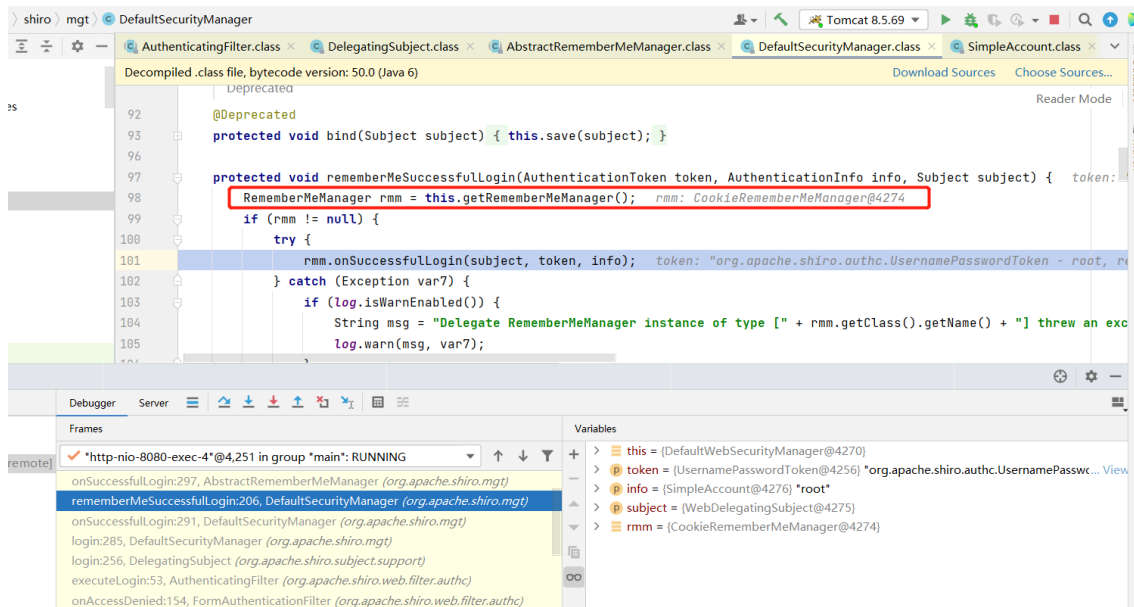 shiro mgt DefaultSecurityManager Tomcat 8.5.69
AuthenticatingFilter.class DelegatingSubject.class AbstractRememberMeManager.class DefaultSecurityManager.class SimpleAccount.class
Decompiled .class file, bytecode version: 50.0 (Java 6) Download Sources Choose Sources...
Deprecated
Reader Mode
es
92 @Deprecated
93 protected void bind(Subject subject) { this.save(subject); }
96
97 protected void rememberMeSuccessfulLogin(AuthenticationToken token, AuthenticationInfo info, Subject subject) { token:
98 RememberMeManager rmm = this.getRememberMeManager(); rmm: CookieRememberMeManager@4274
99 if (rmm != null) {
100 try {
101 rmm.onSuccessfulLogin(subject, token, info); token: "org.apache.shiro.authc.UsernamePasswordToken - root, re
102 } catch (Exception var7) {
103 if (log.isWarnEnabled()) {
104 String msg = "Delegate RememberMeManager instance of type [" + rmm.getClass().getName() + "] threw an exc
105 log.warn(msg, var7);
Debugger Server
Frames
Variables
remote]
"http-nio-8080-exec-4"@4,251 in group "main": RUNNING
onSuccessfulLogin:297, AbstractRememberMeManager (org.apache.shiro.mgt)
rememberMeSuccessfulLogin:206, DefaultSecurityManager (org.apache.shiro.mgt)
onSuccessfulLogin:291, DefaultSecurityManager (org.apache.shiro.mgt)
login:285, DefaultSecurityManager (org.apache.shiro.mgt)
login:256, DelegatingSubject (org.apache.shiro.subject.support)
executeLogin:53, AuthenticatingFilter (org.apache.shiro.web.filter.authc)
onAccessDenied:154, FormAuthenticationFilter (org.apache.shiro.web.filter.authc)
this = {DefaultWebSecurityManager@4270}
token = {UsernamePasswordToken@4256} "org.apache.shiro.authc.UsernamePasswc... View
info = {SimpleAccount@4276} "root"
subject = {WebDelegatingSubject@4275}
rmm = {CookieRememberMeManager@4274}